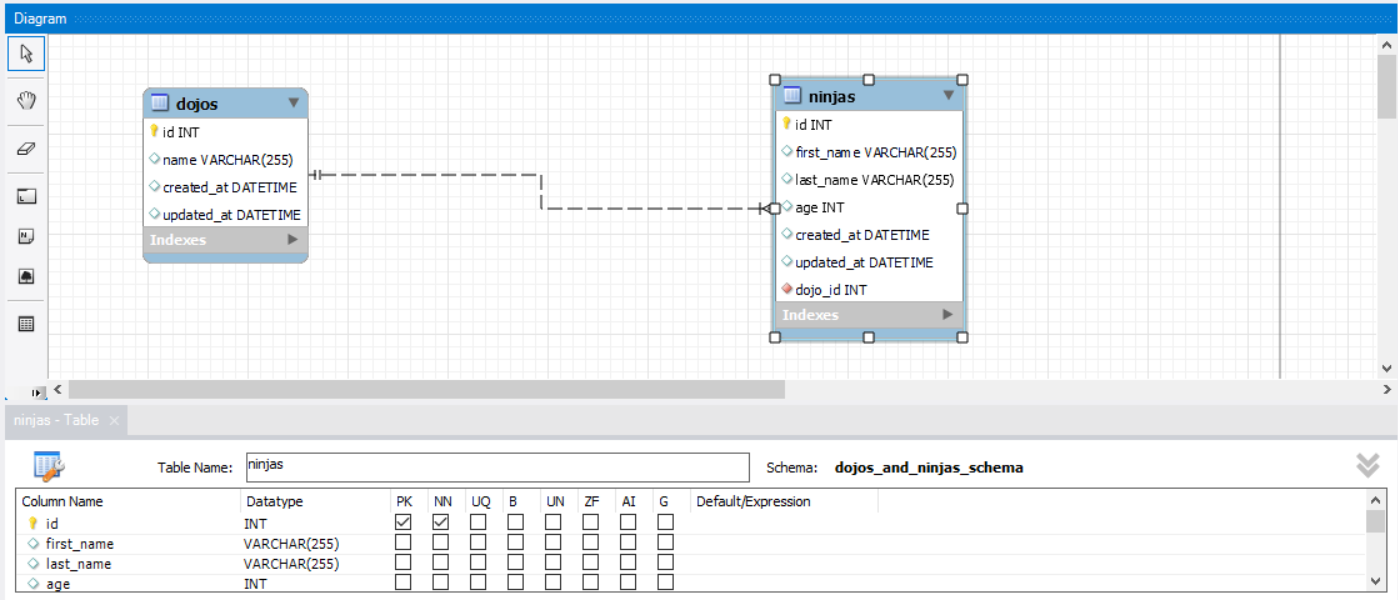 Diagram
dojos
id INT
name VARCHAR(255)
created_at DATETIME
updated_at DATETIME
Indexes
ninjas
id INT
first_name VARCHAR(255)
last_name VARCHAR(255)
age INT
created_at DATETIME
updated_at DATETIME
dojo_id INT
Indexes
ninjas - Table
Table Name: ninjas Schema: dojos_and_ninjas_schema
Column Name Datatype PK NN UQ B UN ZF AI G Default/Expression
id INT
first_name VARCHAR(255)
last_name VARCHAR(255)
age INT